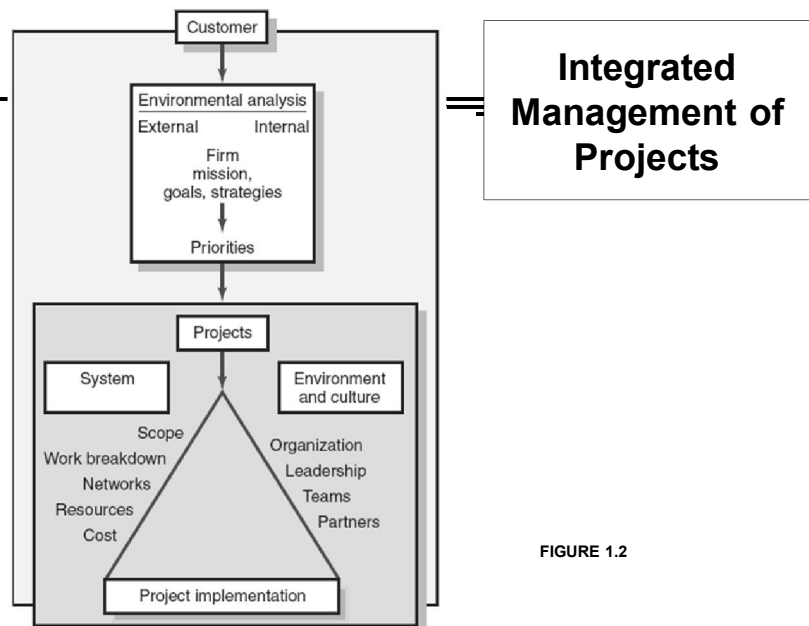 Customer
Environmental analysis
External Internal
Firm
mission,
goals, strategies
Priorities
Projects
System
Environment
and culture
Scope
Work breakdown
Networks
Resources
Cost
Organization
Leadership
Teams
Partners
Project implementation
Integrated
Management of
Projects
FIGURE 1.2